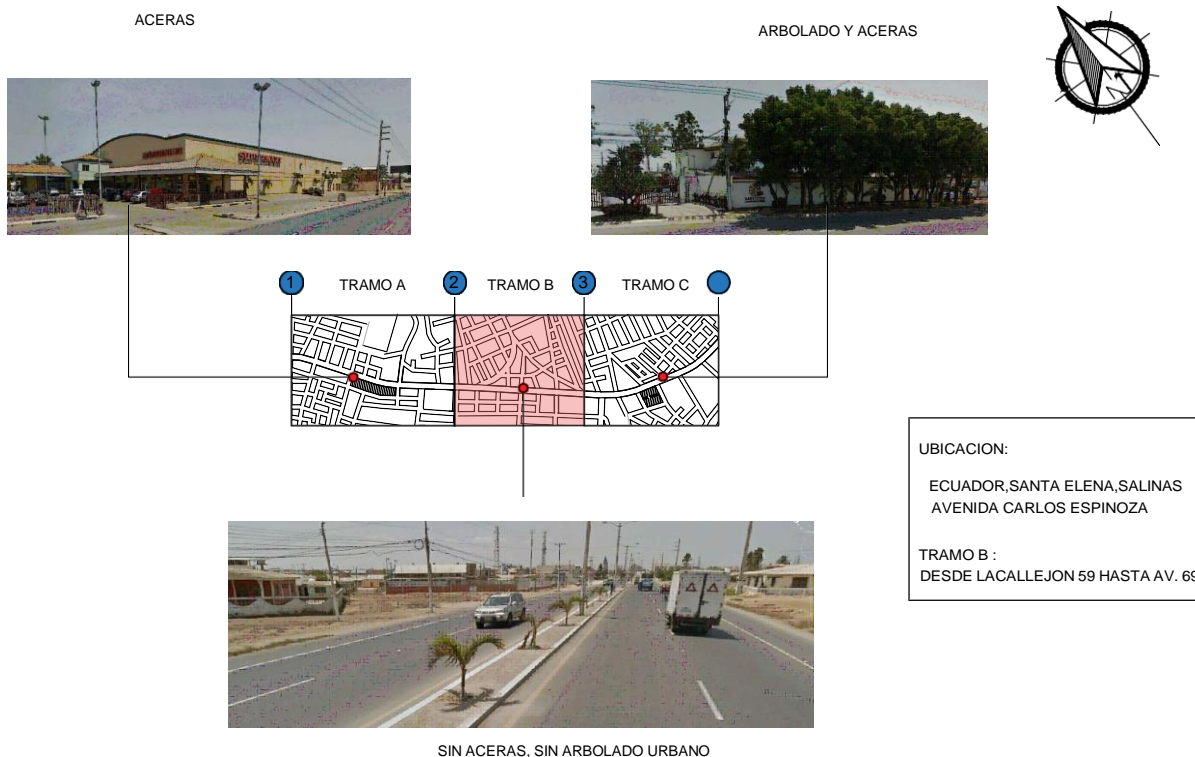 ACERAS
ARBOLADO Y ACERAS
N
1 TRAMO A 2 TRAMO B 3 TRAMO C
UBICACION:
ECUADOR,SANTA ELENA,SALINAS
AVENIDA CARLOS ESPINOZA
TRAMO B :
DESDE LACALLEJON 59 HASTA AV. 69
SIN ACERAS, SIN ARBOLADO URBANO